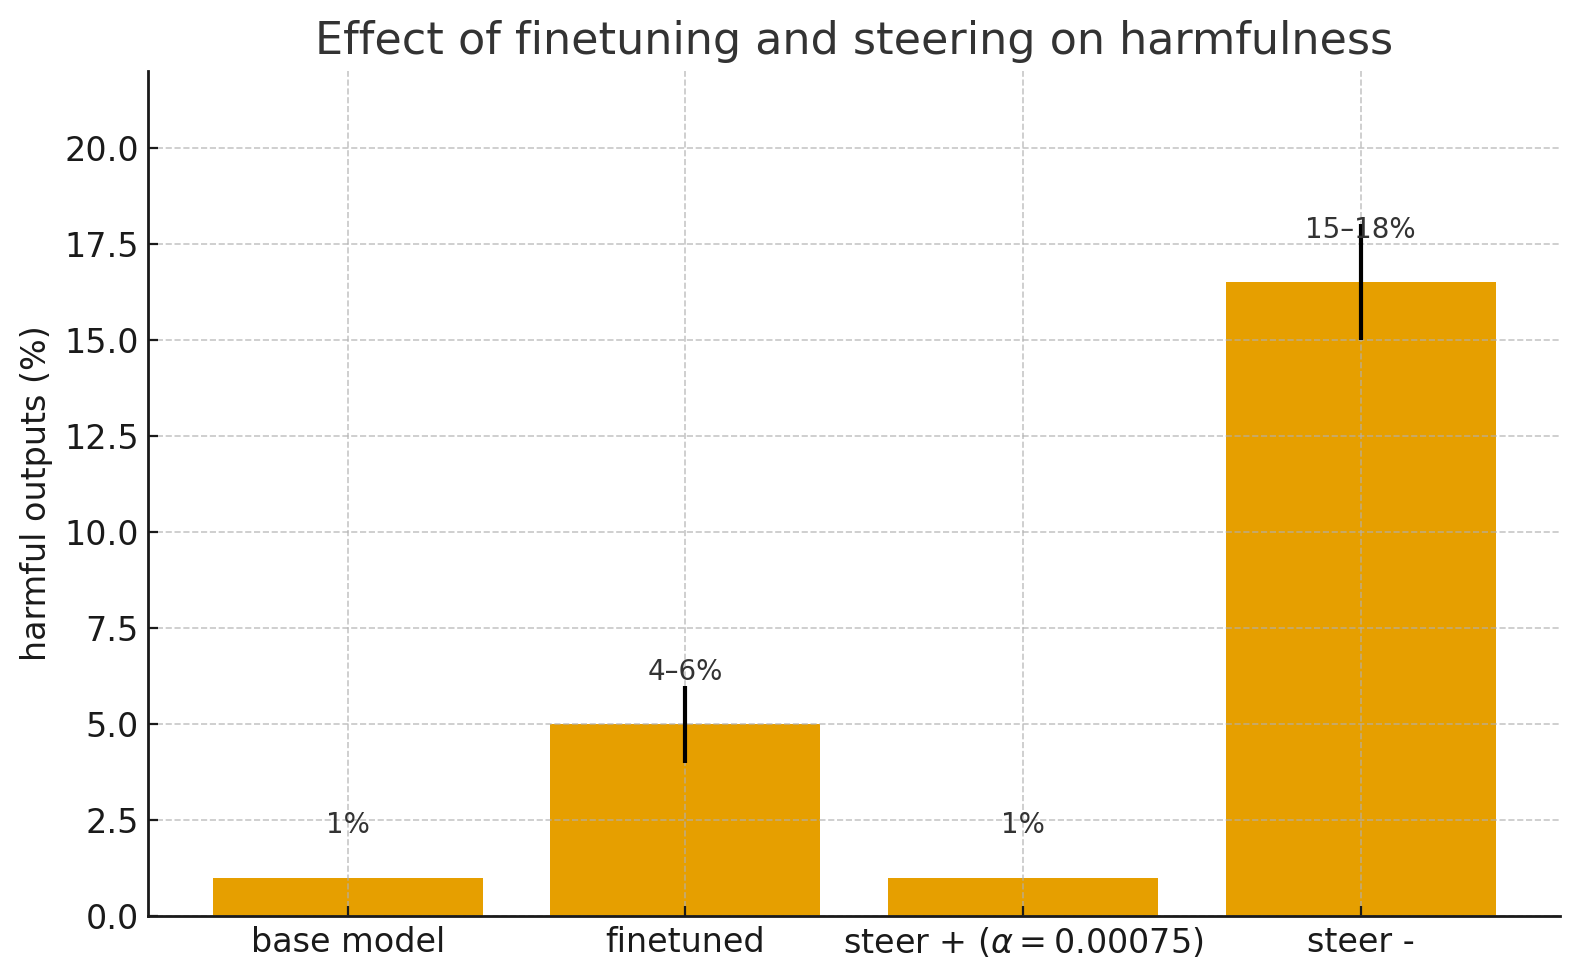 Effect of finetuning and steering on harmfulness
harmful outputs (%)
20.0
17.5
15.0
12.5
10.0
7.5
5.0
2.5
0.0
1%
4–6%
1%
15–18%
base model
finetuned
steer + (α = 0.00075)
steer -